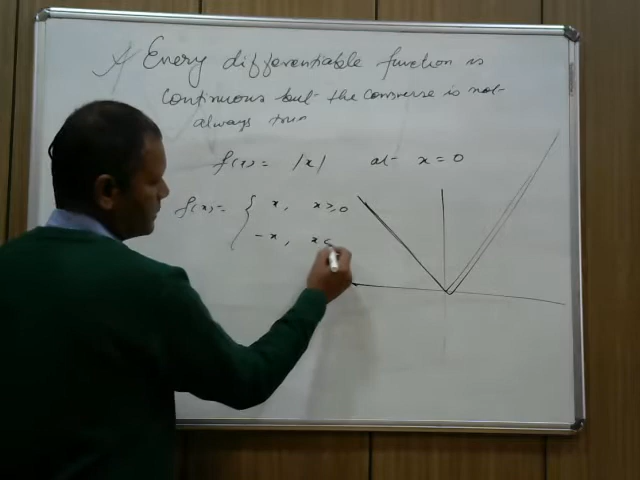 Every differentiable function is
continuous but the converse is not
always true
f(x) = |x| at x = 0
f(x) = { x, x ≥ 0
-x, x <